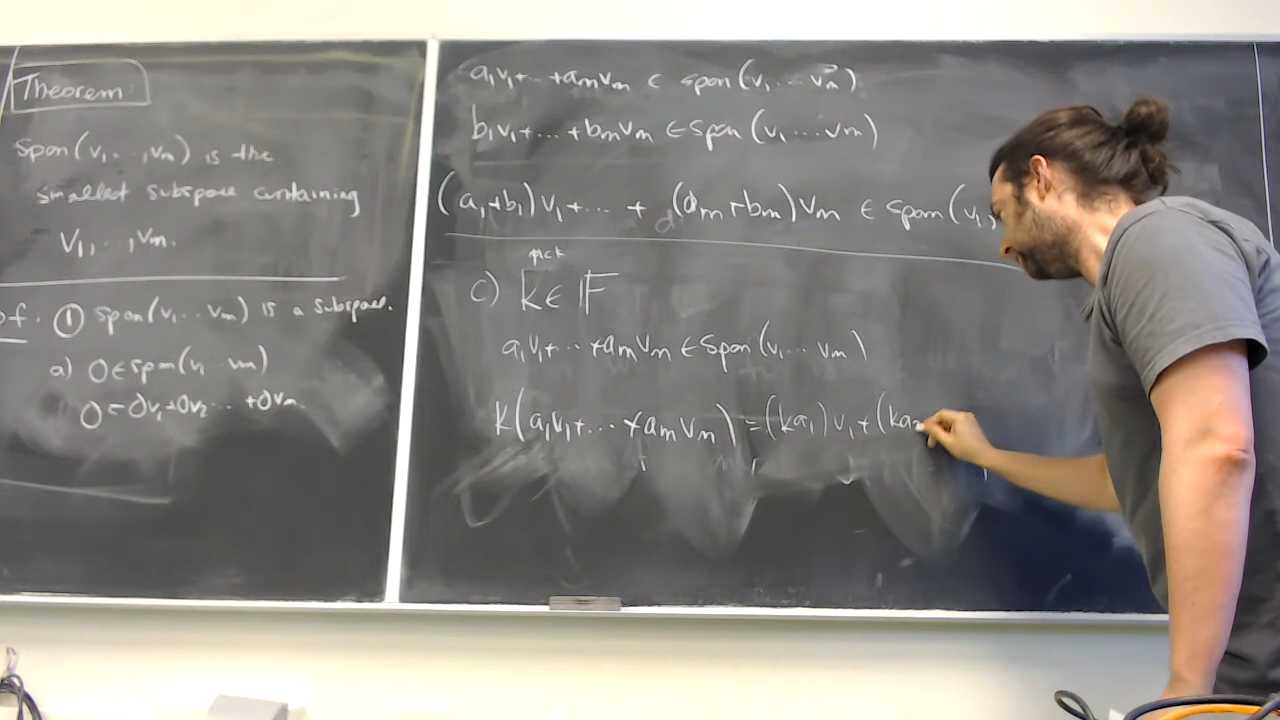 Theorem
span(v₁,..,vₘ) is the
smallest subspace containing
V₁,..,vₘ.
of. ① span(v₁..vₘ) is a subspace.
a) 0∈span(v₁..vₘ)
0=0v₁+0v₂...+0vₘ
a₁v₁+..+aₘvₘ ∈ span(v₁...vₘ)
b₁v₁+...+bₘvₘ ∈span(v₁...vₘ)
(a₁+b₁)v₁+...+(aₘ+bₘ)vₘ ∈ span(v₁,
pick
c) k∈𝔽
a₁v₁+...+aₘvₘ∈span(v₁...vₘ)
k(a₁v₁+...+aₘvₘ)=(ka₁)v₁+(ka₂